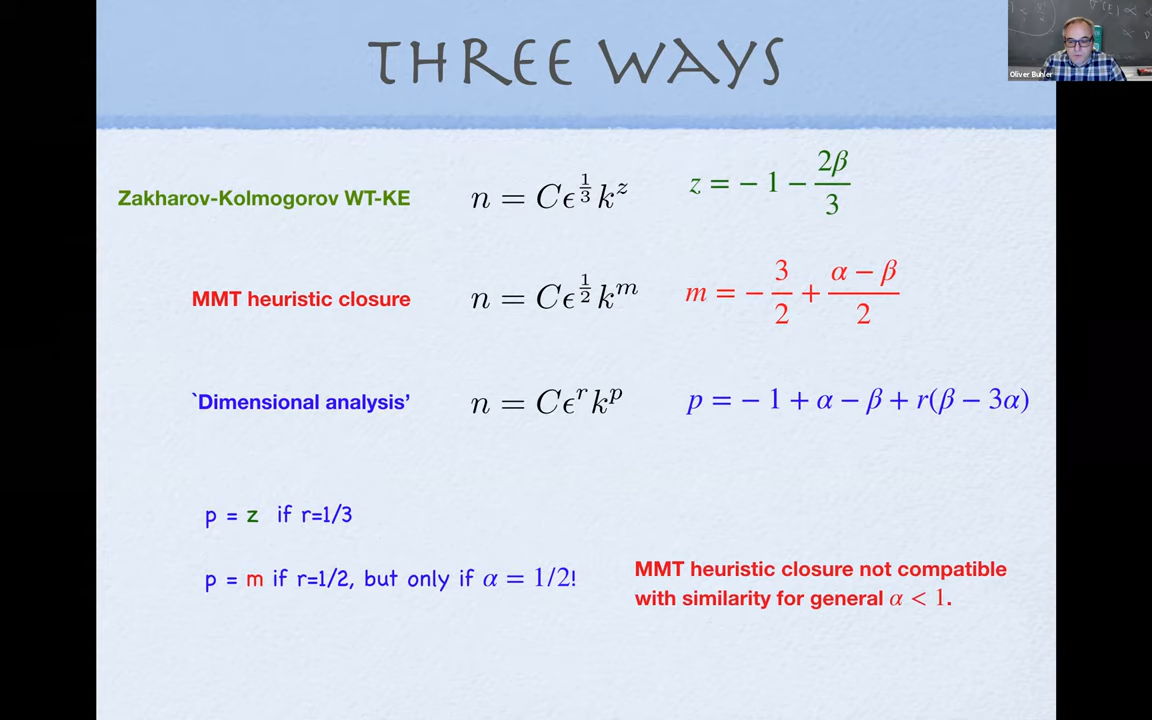 THREE WAYS
Oliver Buhler
Zakharov-Kolmogorov WT-KE n = Cϵ^{1/3} k^z z = − 1 − 2β/3
MMT heuristic closure n = Cϵ^{1/2} k^m m = − 3/2 + (α − β)/2
`Dimensional analysis’ n = Cϵ^r k^p p = − 1 + α − β + r(β − 3α)
p = z if r=1/3
p = m if r=1/2, but only if α = 1/2!
MMT heuristic closure not compatible
with similarity for general α < 1.